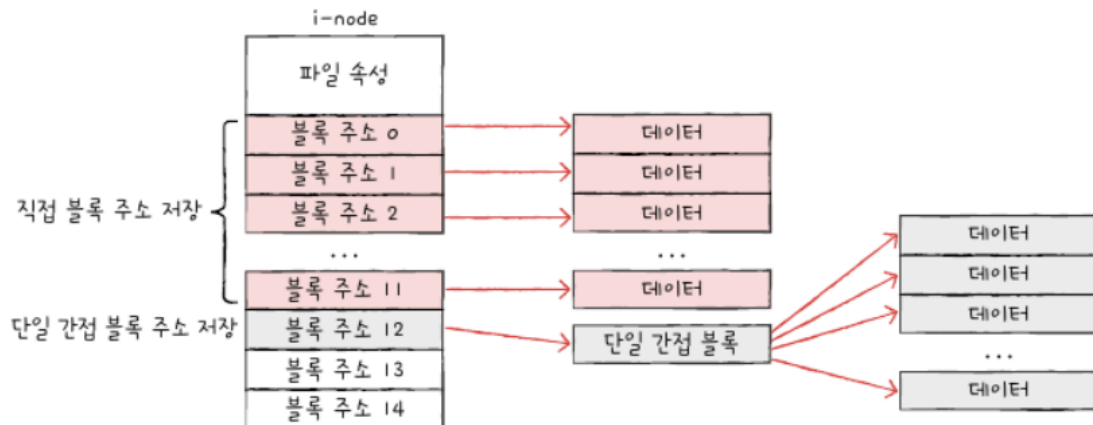 i-node
파일 속성
블록 주소 0
데이터
블록 주소 1
데이터
직접 블록 주소 저장
블록 주소 2
데이터
데이터
...
...
데이터
블록 주소 11
데이터
데이터
단일 간접 블록 주소 저장
블록 주소 12
단일 간접 블록
...
블록 주소 13
데이터
블록 주소 14